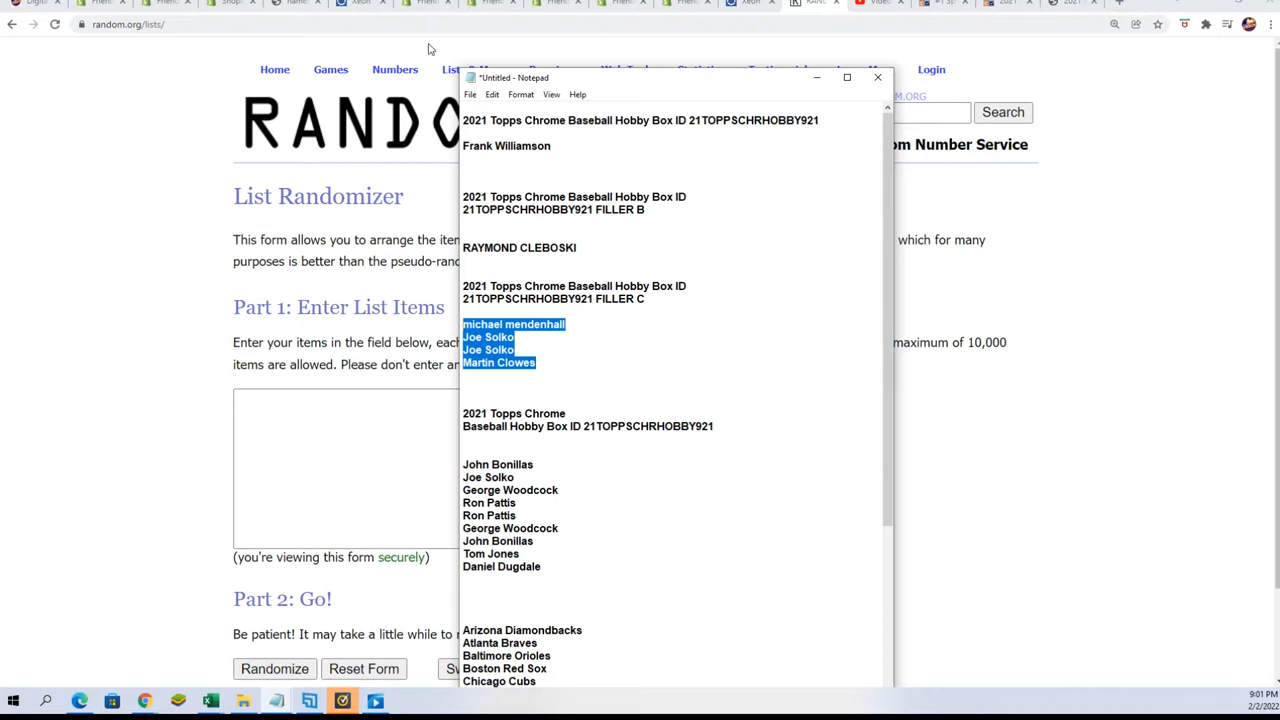 random.org/lists/
Home Games Numbers Login
*Untitled - Notepad
File Edit Format View Help
M.ORG
RANDO
Search
om Number Service
2021 Topps Chrome Baseball Hobby Box ID 21TOPPSCHRHOBBY921
Frank Williamson
2021 Topps Chrome Baseball Hobby Box ID
21TOPPSCHRHOBBY921 FILLER B
RAYMOND CLEBOSKI
2021 Topps Chrome Baseball Hobby Box ID
21TOPPSCHRHOBBY921 FILLER C
michael mendenhall
Joe Solko
Joe Solko
Martin Clowes
2021 Topps Chrome
Baseball Hobby Box ID 21TOPPSCHRHOBBY921
John Bonillas
Joe Solko
George Woodcock
Ron Pattis
Ron Pattis
George Woodcock
John Bonillas
Tom Jones
Daniel Dugdale
Arizona Diamondbacks
Atlanta Braves
Baltimore Orioles
Boston Red Sox
Chicago Cubs
List Randomizer
This form allows you to arrange the ite which for many
purposes is better than the pseudo-ran
Part 1: Enter List Items
Enter your items in the field below, eac maximum of 10,000
items are allowed. Please don't enter an
(you're viewing this form securely)
Part 2: Go!
Be patient! It may take a little while to r
Randomize Reset Form Sw
9:01 PM
2/2/2022